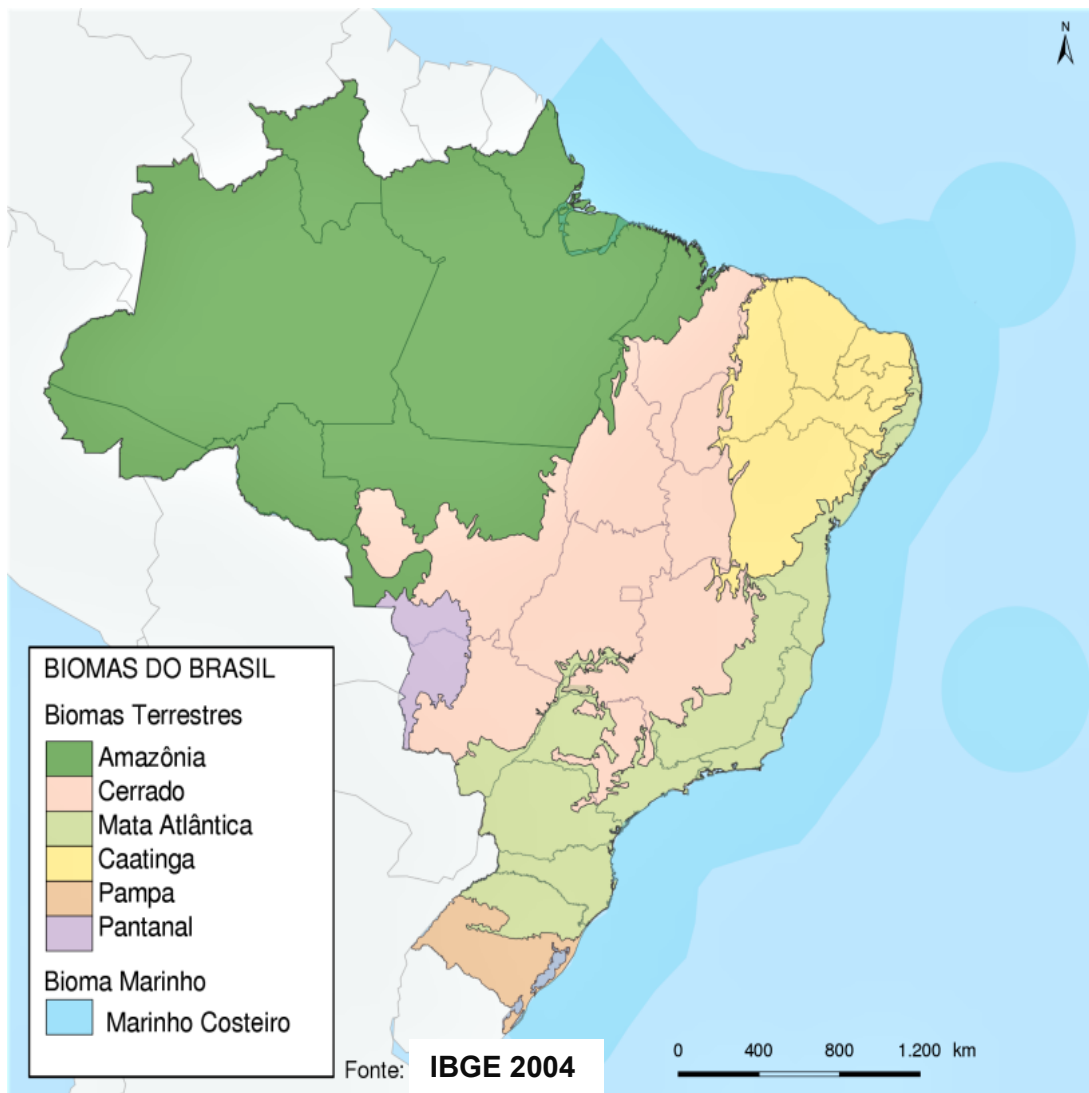 N
BIOMAS DO BRASIL
Biomas Terrestres
Amazônia
Cerrado
Mata Atlântica
Caatinga
Pampa
Pantanal
Bioma Marinho
Marinho Costeiro
Fonte: IBGE 2004
0 400 800 1.200 km